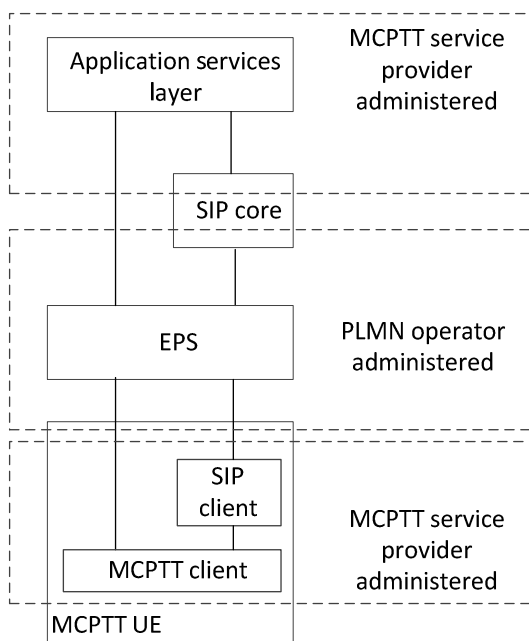 Application services
layer
MCPTT service
provider
administered
SIP core
EPS
PLMN operator
administered
SIP
client
MCPTT client
MCPTT service
provider
administered
MCPTT UE